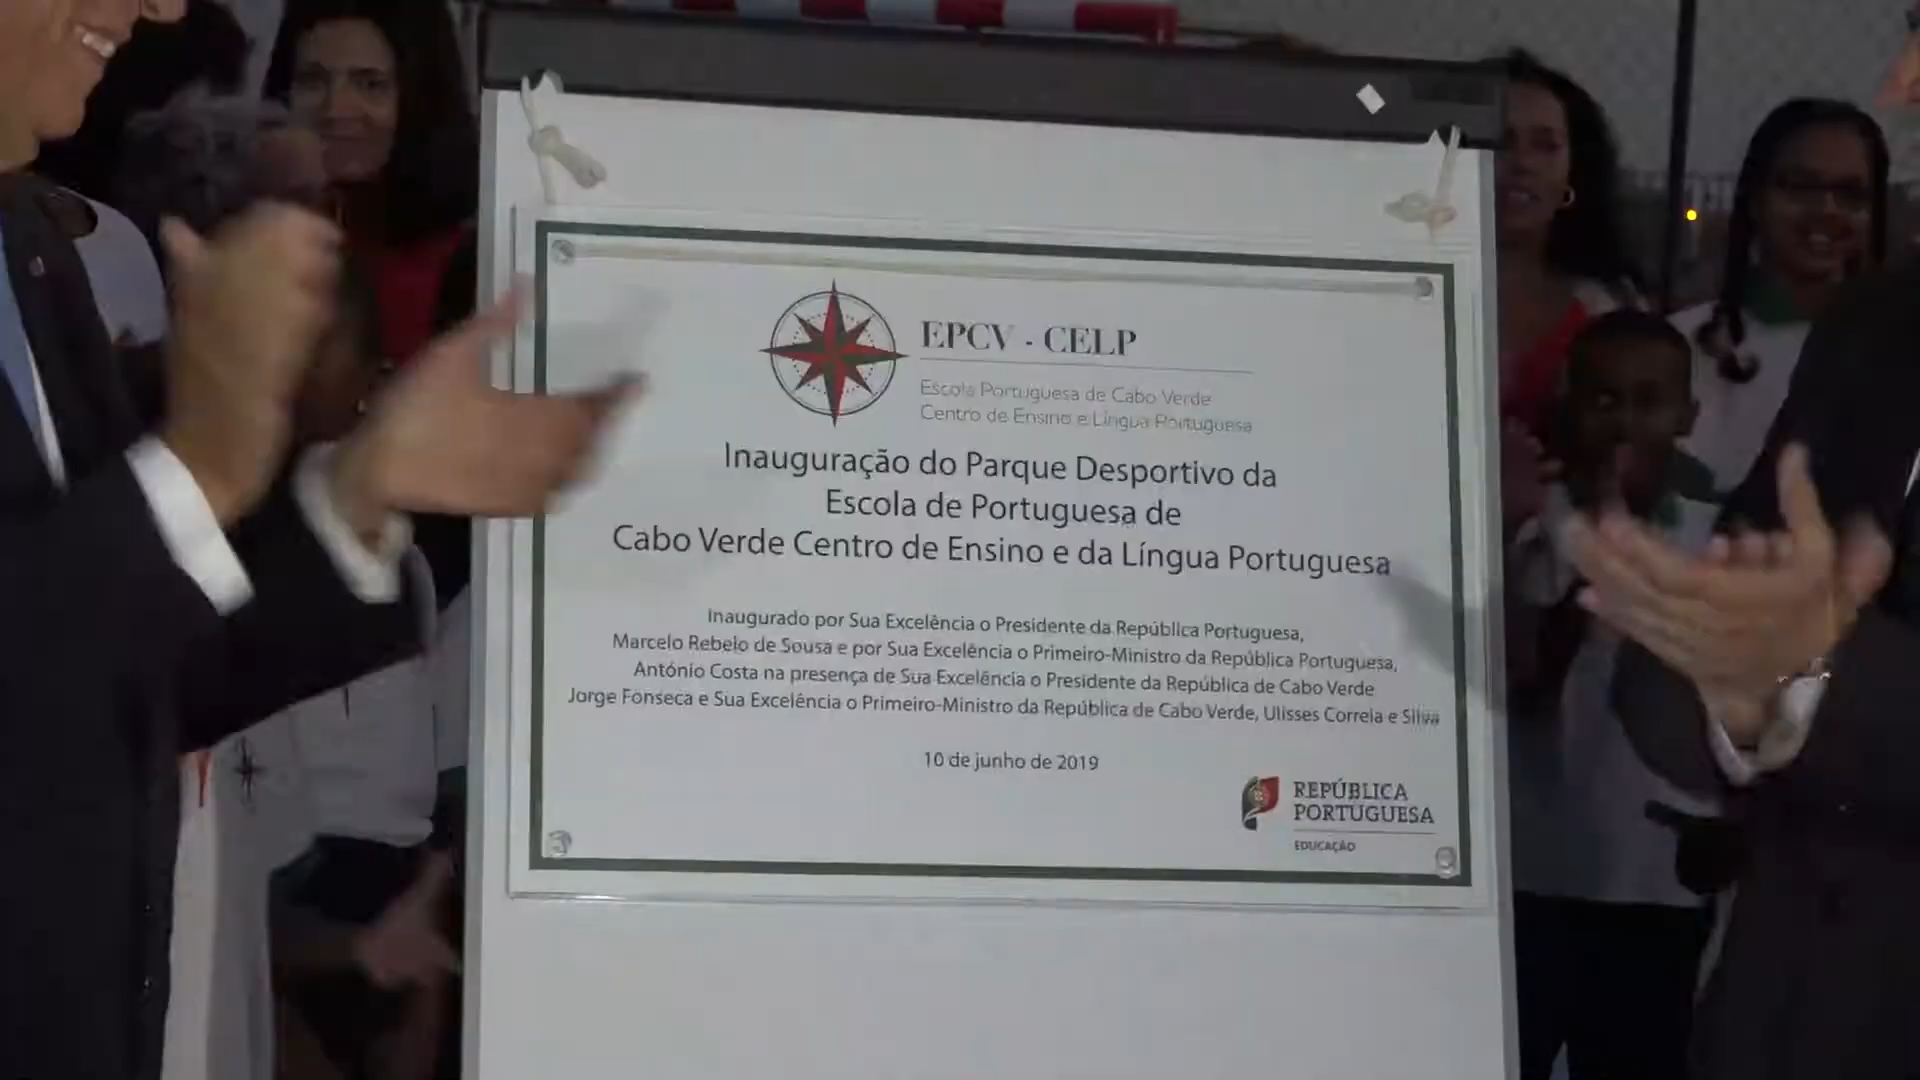 EPCV - CELP
Escola Portuguesa de Cabo Verde
Centro de Ensino e Língua Portuguesa
Inauguração do Parque Desportivo da
Escola de Portuguesa de
Cabo Verde Centro de Ensino e da Língua Portuguesa
Inaugurado por Sua Excelência o Presidente da República Portuguesa,
Marcelo Rebelo de Sousa e por Sua Excelência o Primeiro-Ministro da República Portuguesa,
António Costa na presença de Sua Excelência o Presidente da República de Cabo Verde
Jorge Fonseca e Sua Excelência o Primeiro-Ministro da República de Cabo Verde, Ulisses Correia e Silva
10 de junho de 2019
REPÚBLICA
PORTUGUESA
EDUCAÇÃO